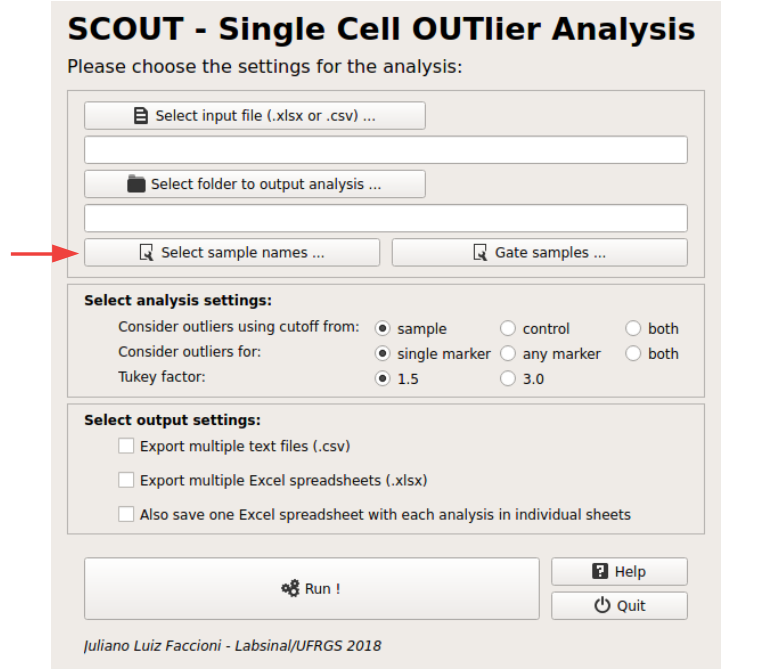 SCOUT - Single Cell OUTlier Analysis
Please choose the settings for the analysis:
Select input file (.xlsx or .csv) ...
Select folder to output analysis ...
Select sample names ... Gate samples ...
Select analysis settings:
Consider outliers using cutoff from: sample control both
Consider outliers for: single marker any marker both
Tukey factor: 1.5 3.0
Select output settings:
Export multiple text files (.csv)
Export multiple Excel spreadsheets (.xlsx)
Also save one Excel spreadsheet with each analysis in individual sheets
Run !
Help
Quit
Juliano Luiz Faccioni - Labsinal/UFRGS 2018